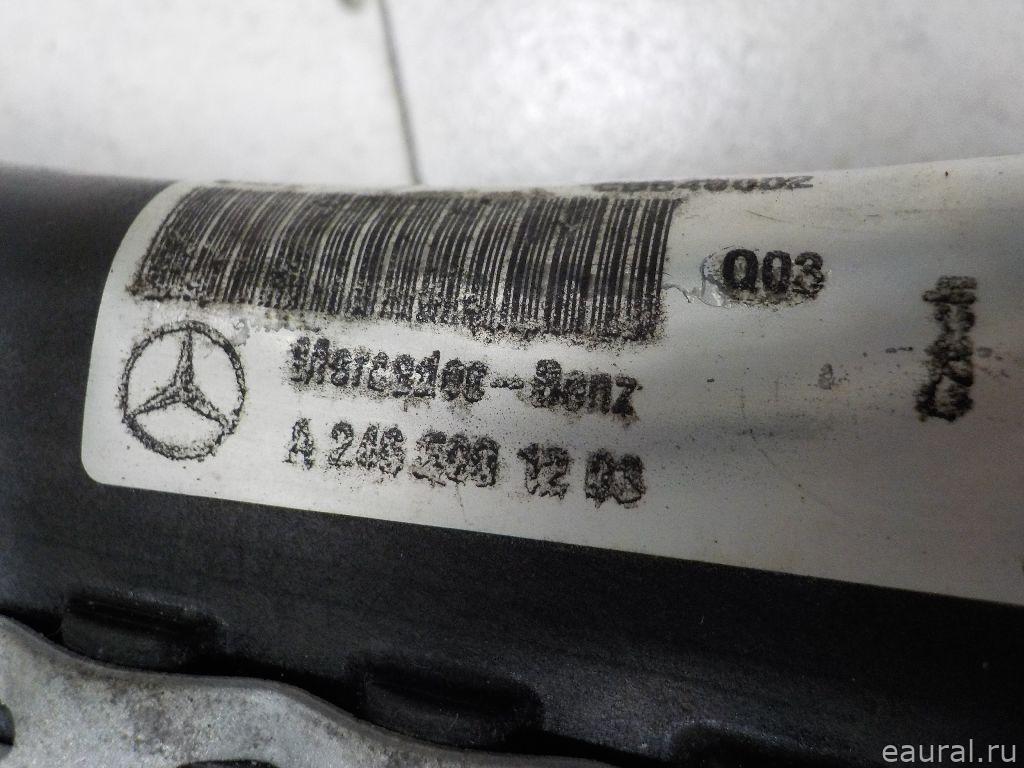 Q03
Mercedes-Benz
A 246 500 12 03
eaural.ru